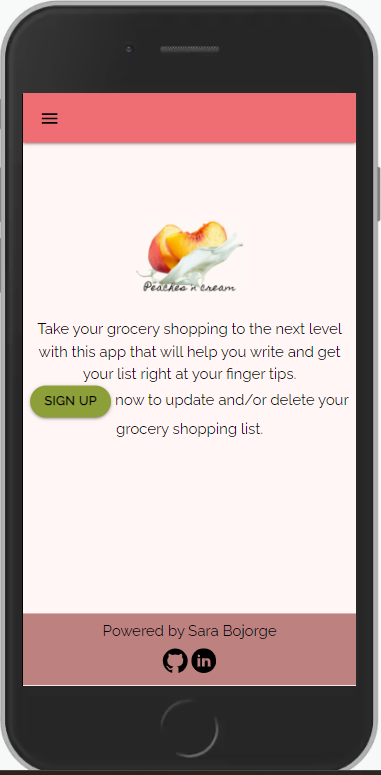 Peaches n cream
Take your grocery shopping to the next level
with this app that will help you write and get
your list right at your finger tips.
SIGN UP now to update and/or delete your
grocery shopping list.
Powered by Sara Bojorge
in